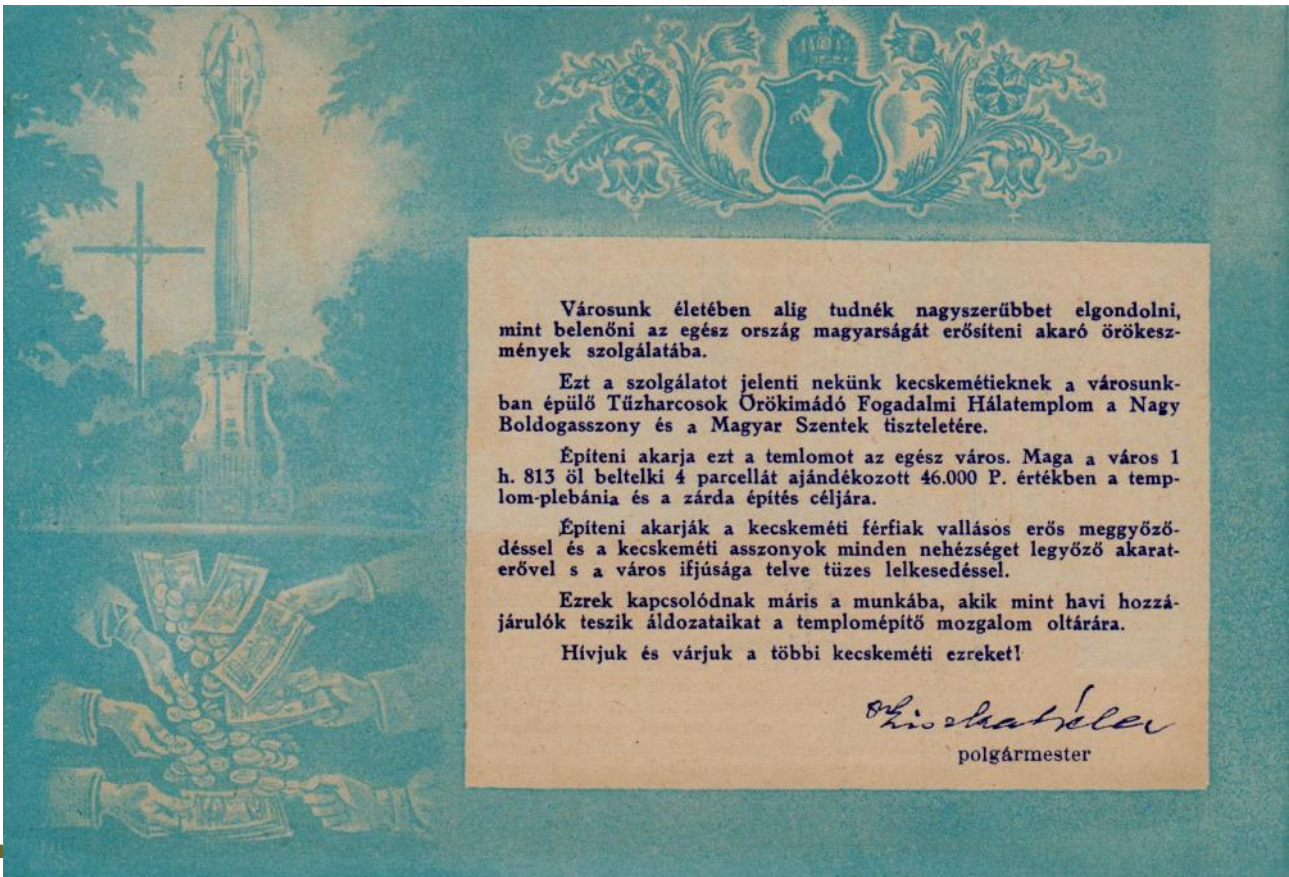 Városunk életében alig tudnék nagyszerűbbet elgondolni,
mint belenőni az egész ország magyarságát erősíteni akaró örökesz-
mények szolgálatába.
Ezt a szolgálatot jelenti nekünk kecskemétieknek a városunk-
ban épülő Tűzharcosok Örökimádó Fogadalmi Hálatemplom a Nagy
Boldogasszony és a Magyar Szentek tiszteletére.
Építeni akarja ezt a temlomot az egész város. Maga a város 1
h. 813 öl beltelki 4 parcellát ajándékozott 46.000 P. értékben a temp-
lom-plebánia és a zárda építés céljára.
Építeni akarják a kecskeméti férfiak vallásos erős meggyőző-
déssel és a kecskeméti asszonyok minden nehézséget legyőző akarat-
erővel s a város ifjúsága telve tüzes lelkesedéssel.
Ezrek kapcsolódnak máris a munkába, akik mint havi hozzá-
járulók teszik áldozataikat a templomépítő mozgalom oltárára.
Hívjuk és várjuk a többi kecskeméti ezreket!
polgármester